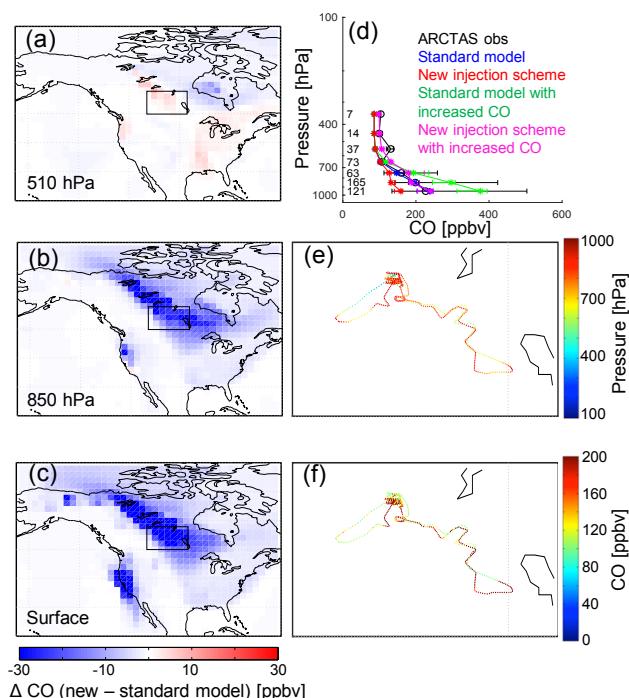 (a)
510 hPa
(b)
850 hPa
(c)
Surface
-30 -10 10 30
Δ CO (new – standard model) [ppbv]
(d)
ARCTAS obs
Standard model
New injection scheme
Standard model with
increased CO
New injection scheme
with increased CO
Pressure [hPa]
100
400
700
1000
7
14
37
73
63
165
121
0 200 400 600
CO [ppbv]
(e)
1000
700
400
100
Pressure [hPa]
(f)
200
160
120
80
40
0
CO [ppbv]